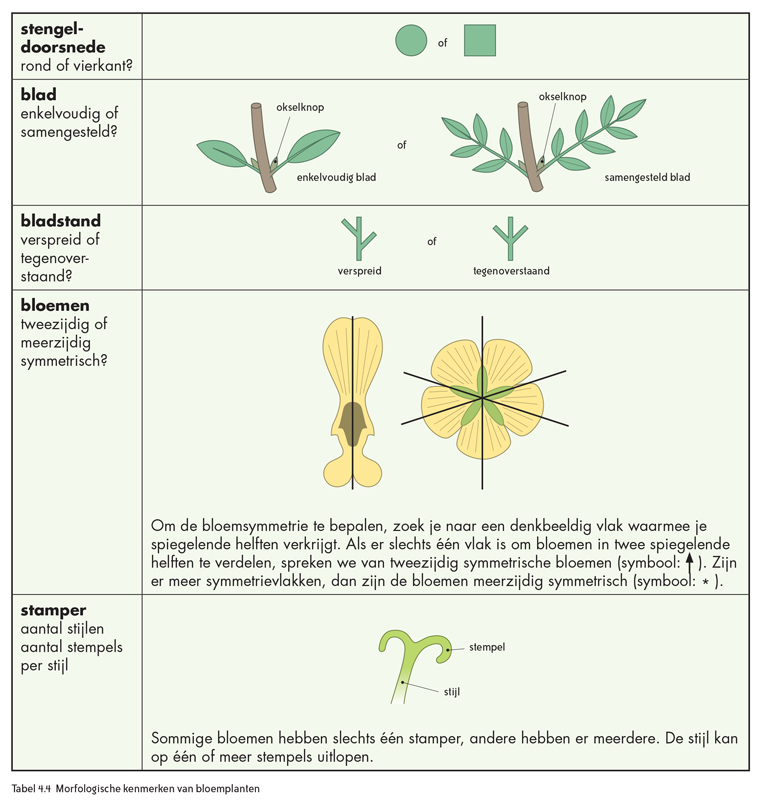 stengel-
doorsnede
rond of vierkant?
of
blad
enkelvoudig of
samengesteld?
okselknop
enkelvoudig blad
of
okselknop
samengesteld blad
bladstand
verspreid of
tegenover-
staand?
verspreid
of
tegenoverstaand
bloemen
tweezijdig of
meerzijdig
symmetrisch?
Om de bloemsymmetrie te bepalen, zoek je naar een denkbeeldig vlak waarmee je
spiegelende helften verkrijgt. Als er slechts één vlak is om bloemen in twee spiegelende
helften te verdelen, spreken we van tweezijdig symmetrische bloemen (symbool: ↑ ). Zijn
er meer symmetrievlakken, dan zijn de bloemen meerzijdig symmetrisch (symbool: * ).
stamper
aantal stijlen
aantal stempels
per stijl
stempel
stijl
Sommige bloemen hebben slechts één stamper, andere hebben er meerdere. De stijl kan
op één of meer stempels uitlopen.
Tabel 4.4 Morfologische kenmerken van bloemplanten